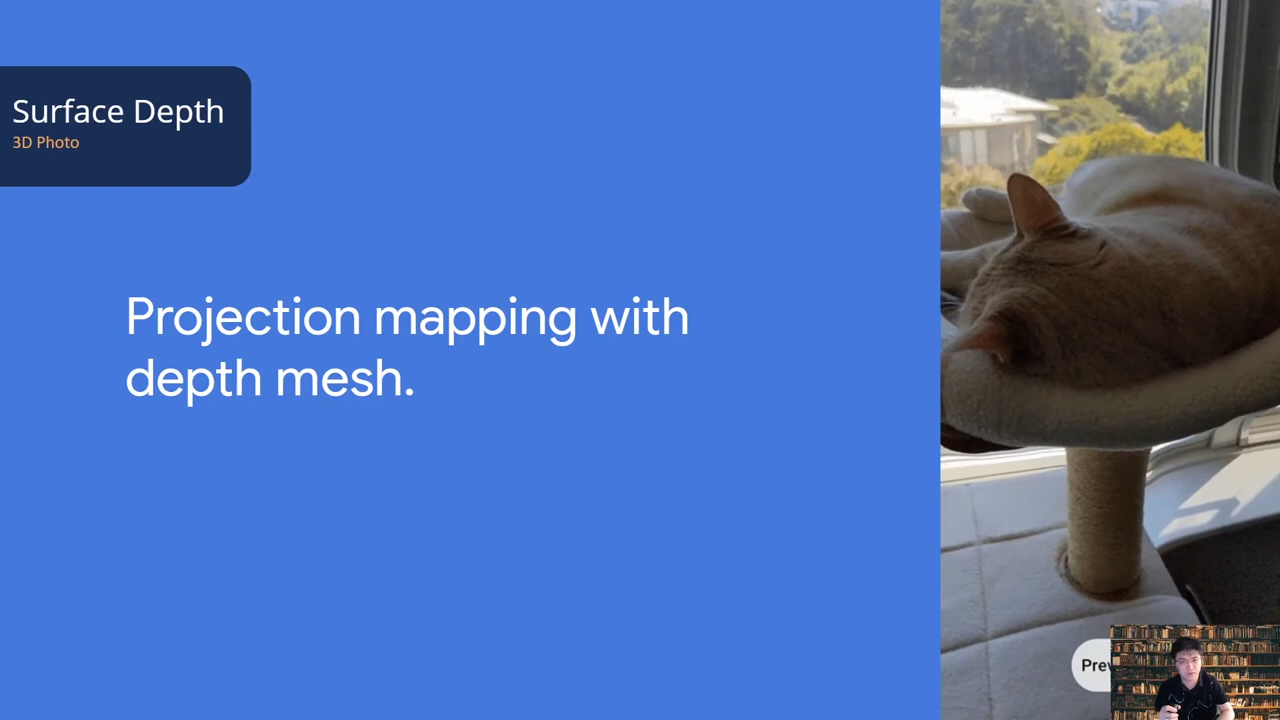 Surface Depth
3D Photo
Projection mapping with
depth mesh.